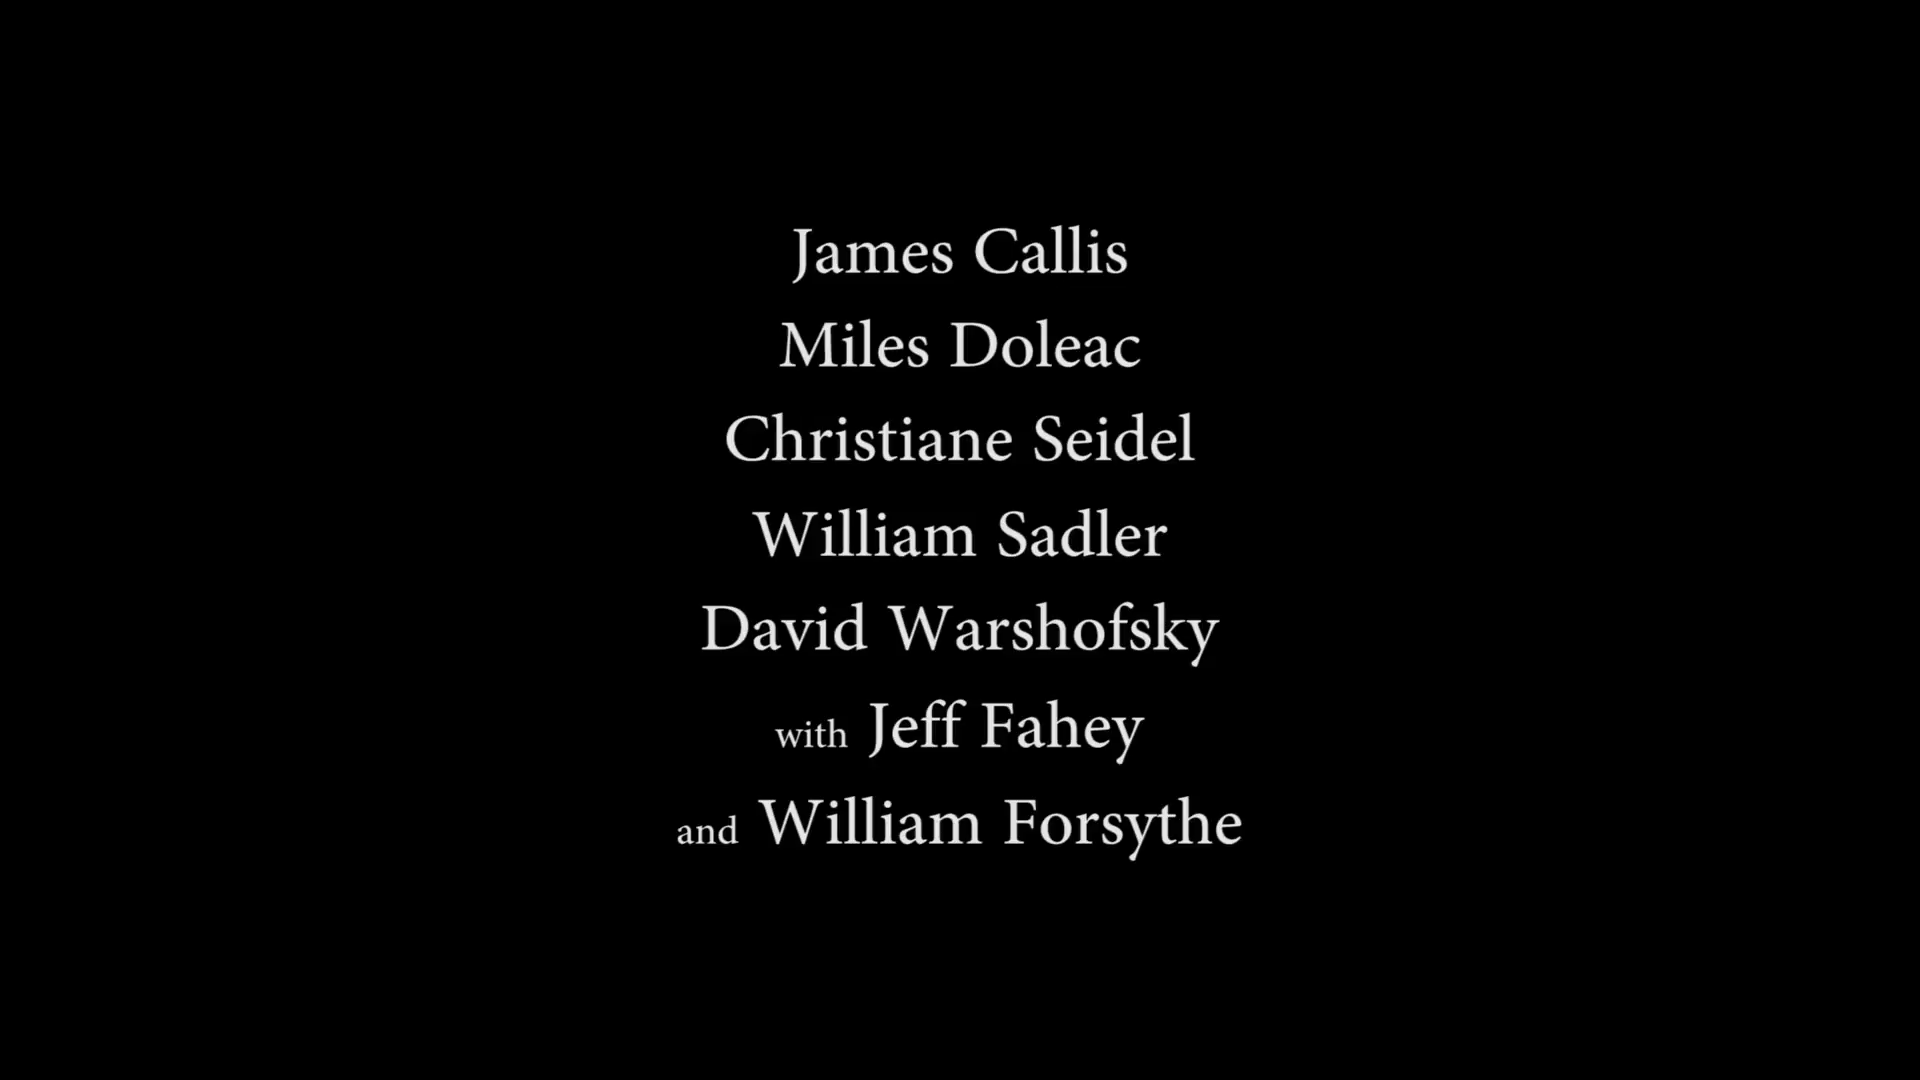 James Callis
Miles Doleac
Christiane Seidel
William Sadler
David Warshofsky
with Jeff Fahey
and William Forsythe